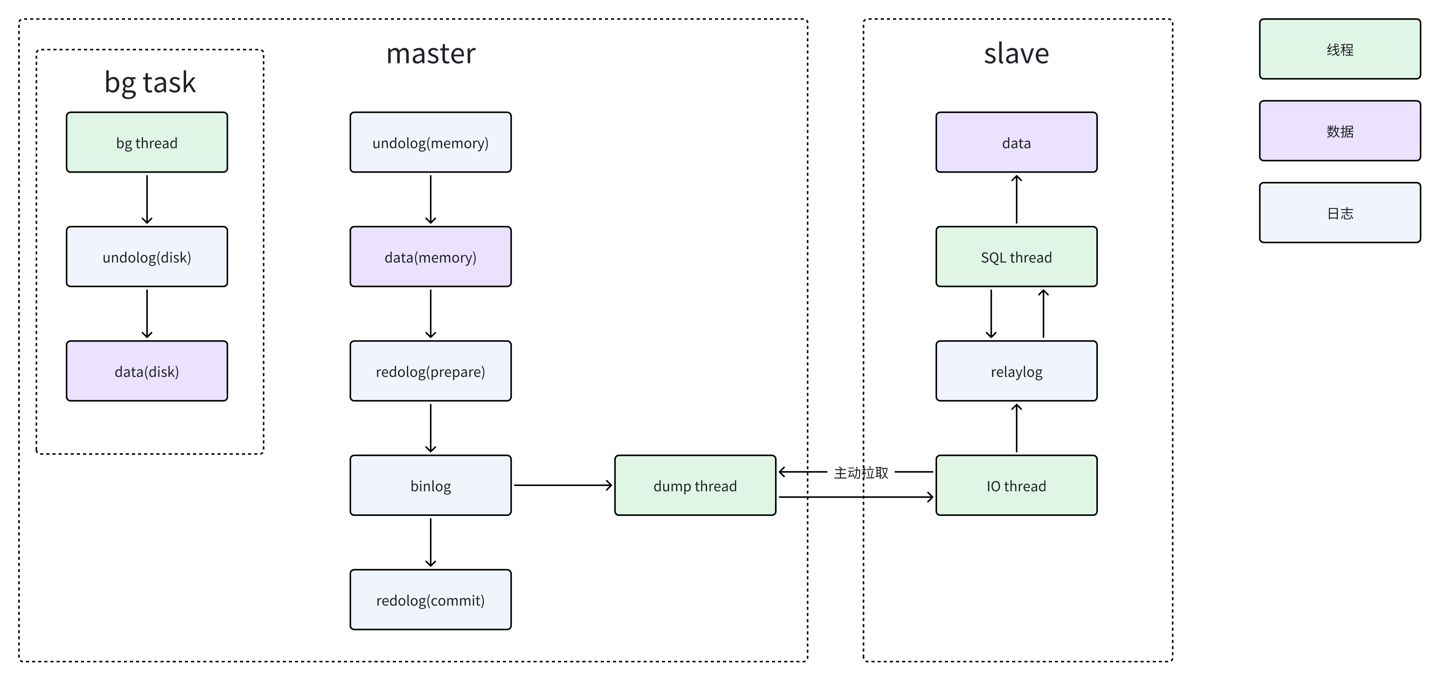 master
bg task
bg thread
undolog(disk)
data(disk)
undolog(memory)
data(memory)
redolog(prepare)
binlog
redolog(commit)
dump thread
主动拉取
slave
data
SQL thread
relaylog
IO thread
线程
数据
日志